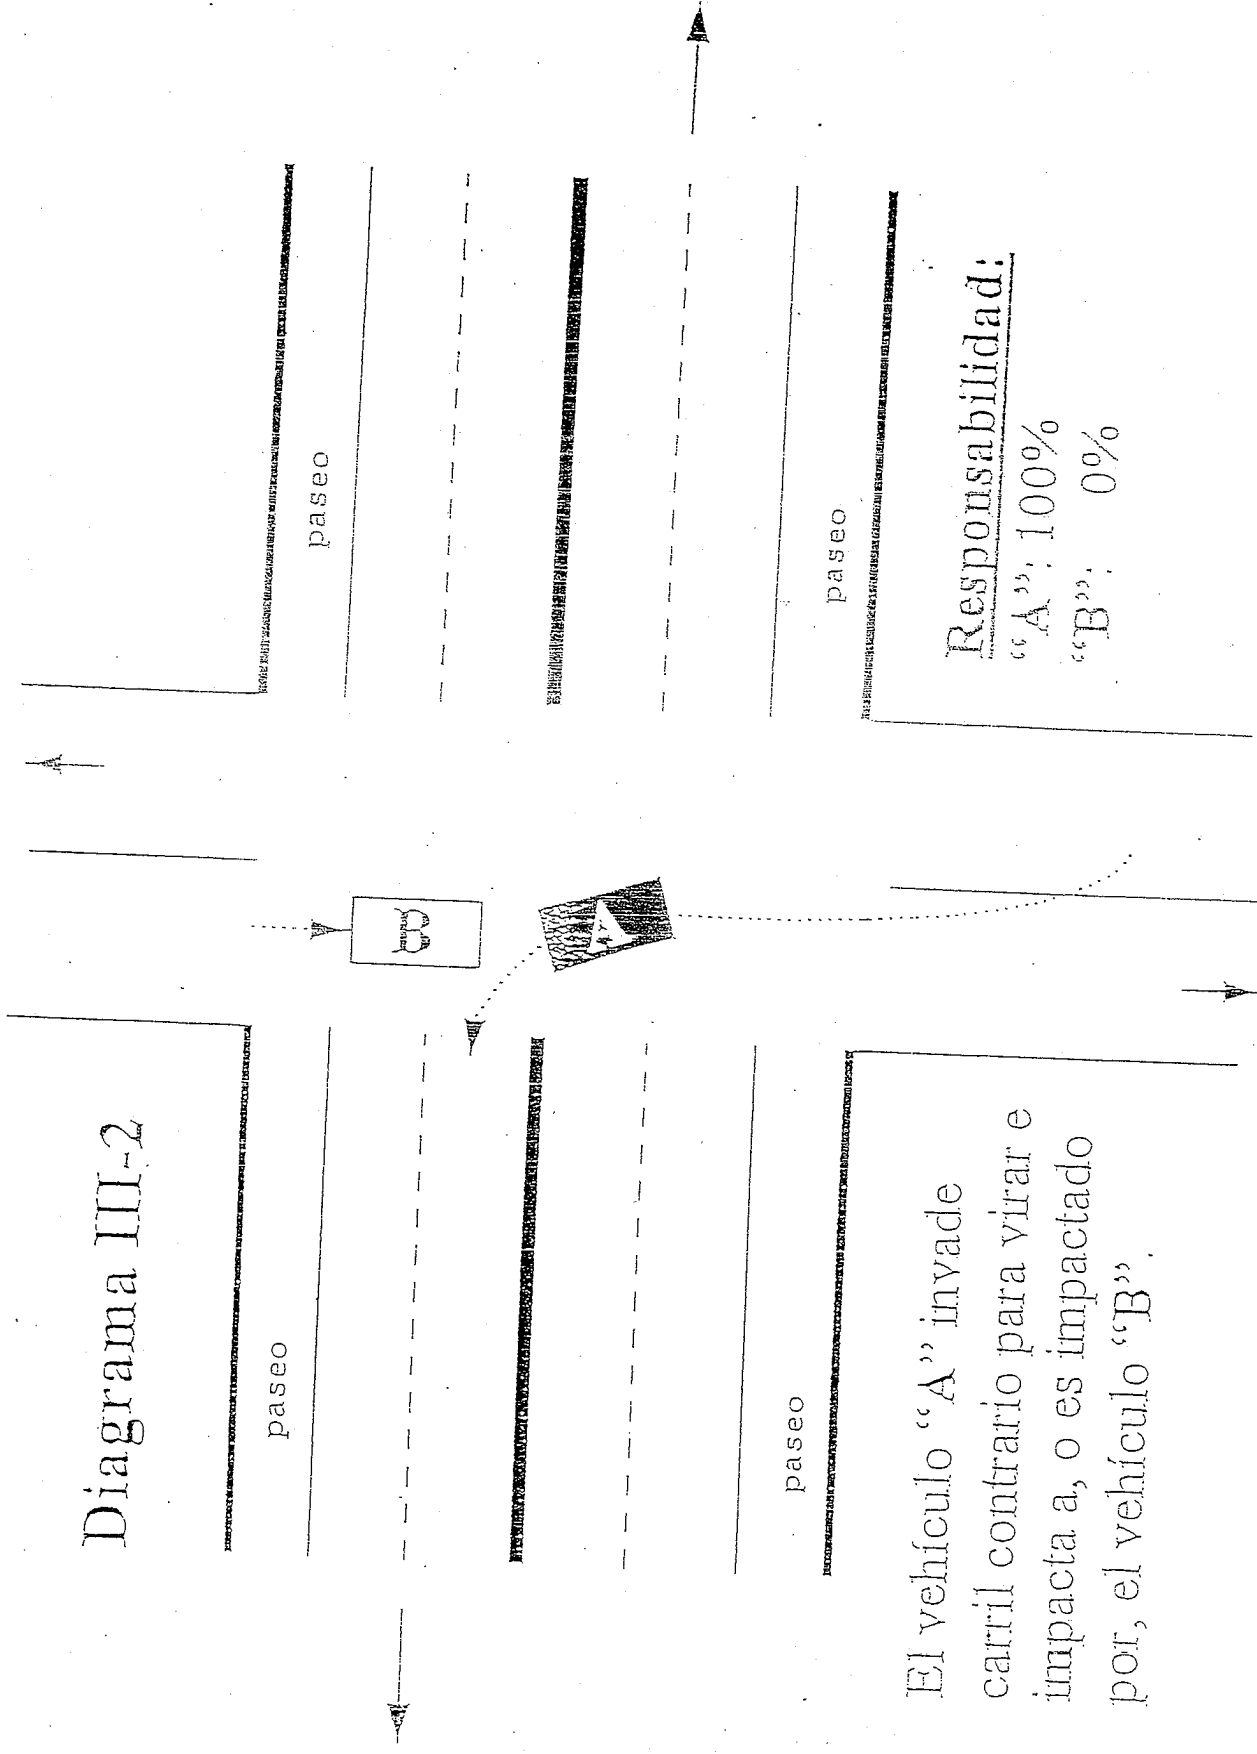 Diagrama III-2
paseo
paseo
B
A
paseo
paseo
El vehículo “A” invade
carril contrario para virar e
impacta a, o es impactado
por, el vehículo “B”.
Responsabilidad:
“A”: 100%
“B”: 0%